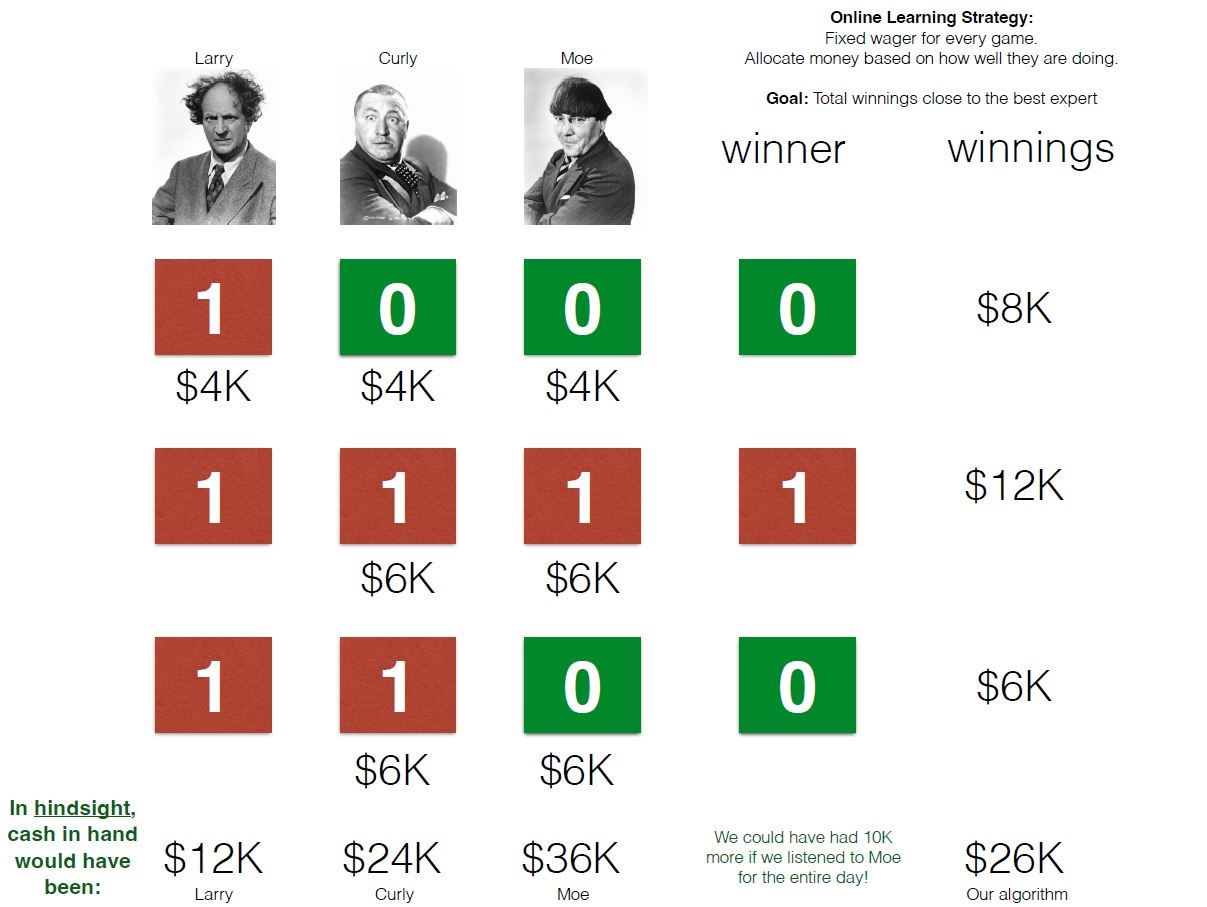 Online Learning Strategy:
Fixed wager for every game.
Allocate money based on how well they are doing.
Goal: Total winnings close to the best expert
Larry Curly Moe
winner winnings
1 0 0 0 $8K
$4K $4K $4K
1 1 1 1 $12K
$6K $6K
1 1 0 0 $6K
$6K $6K
In hindsight,
cash in hand
would have
been:
$12K $24K $36K
Larry Curly Moe
We could have had 10K
more if we listened to Moe
for the entire day!
$26K
Our algorithm